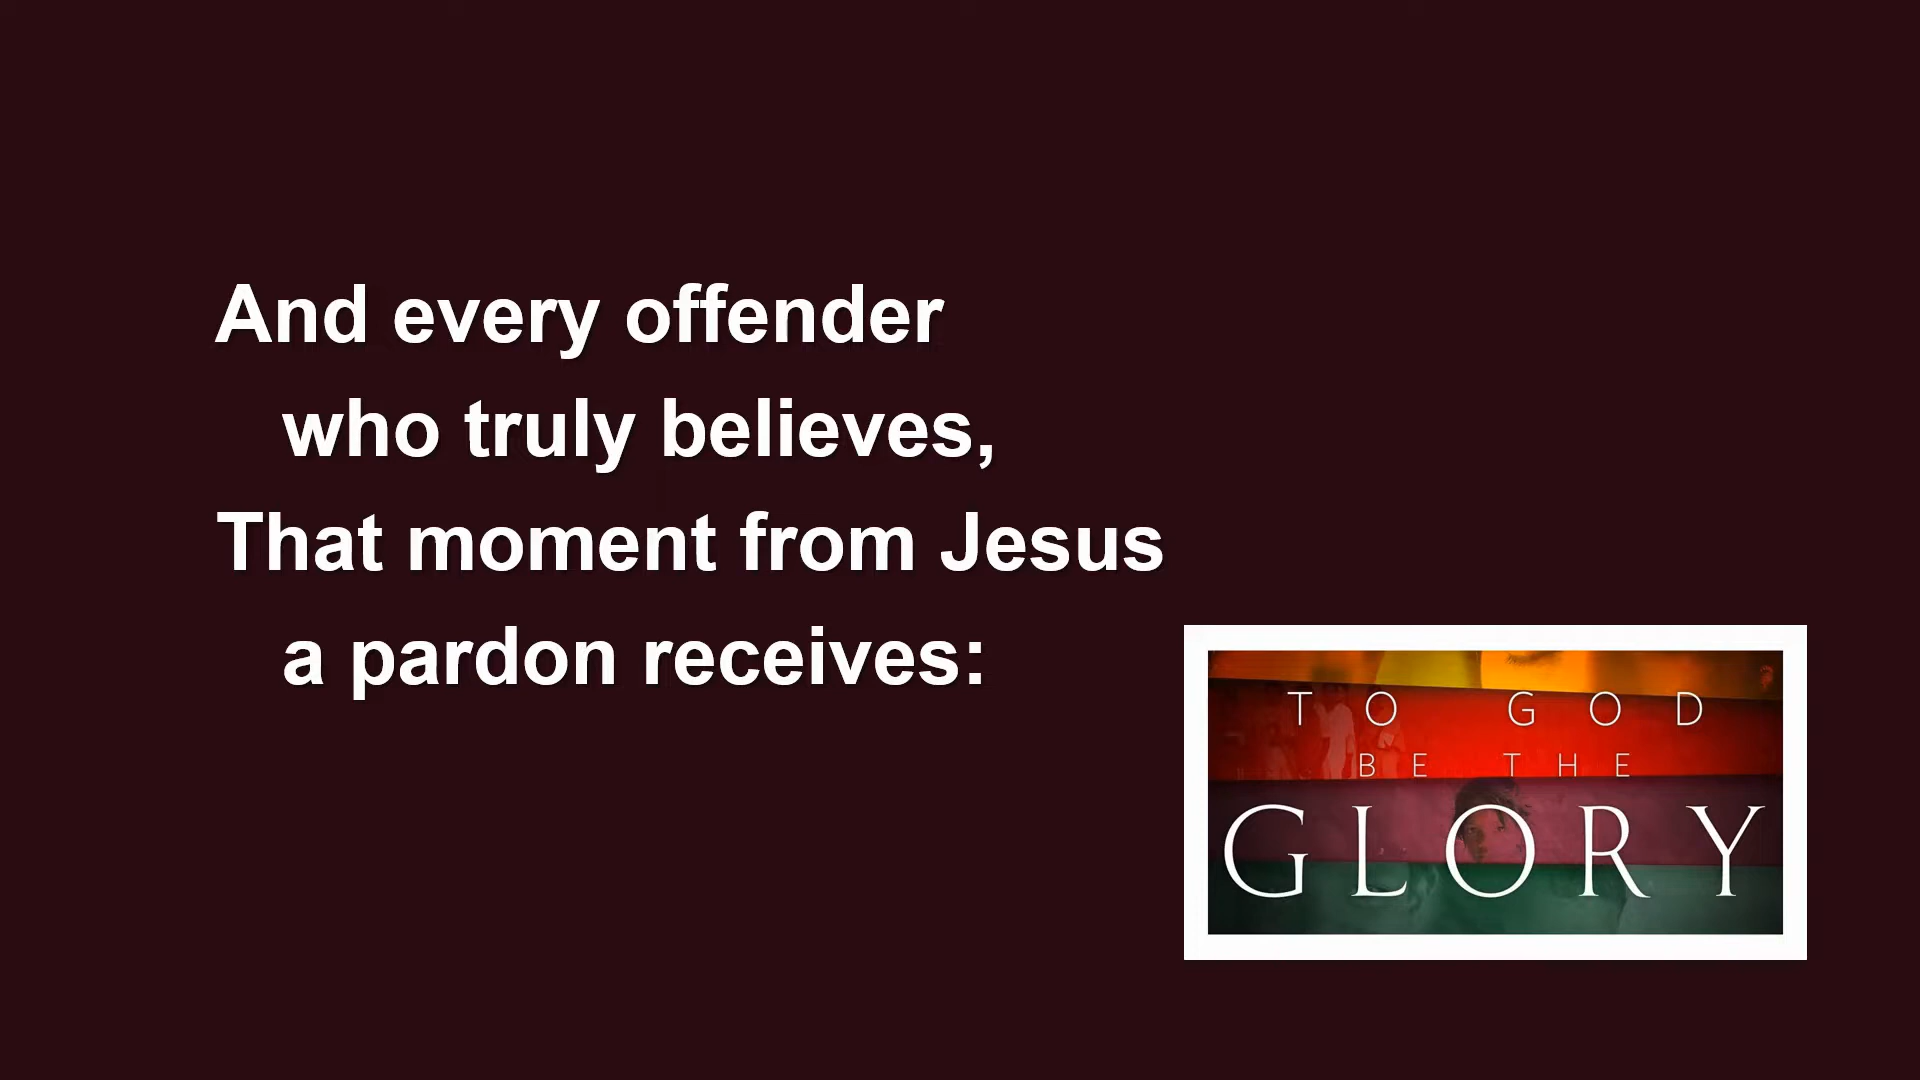 And every offender
who truly believes,
That moment from Jesus
a pardon receives:
TO GOD
BE THE
GLORY